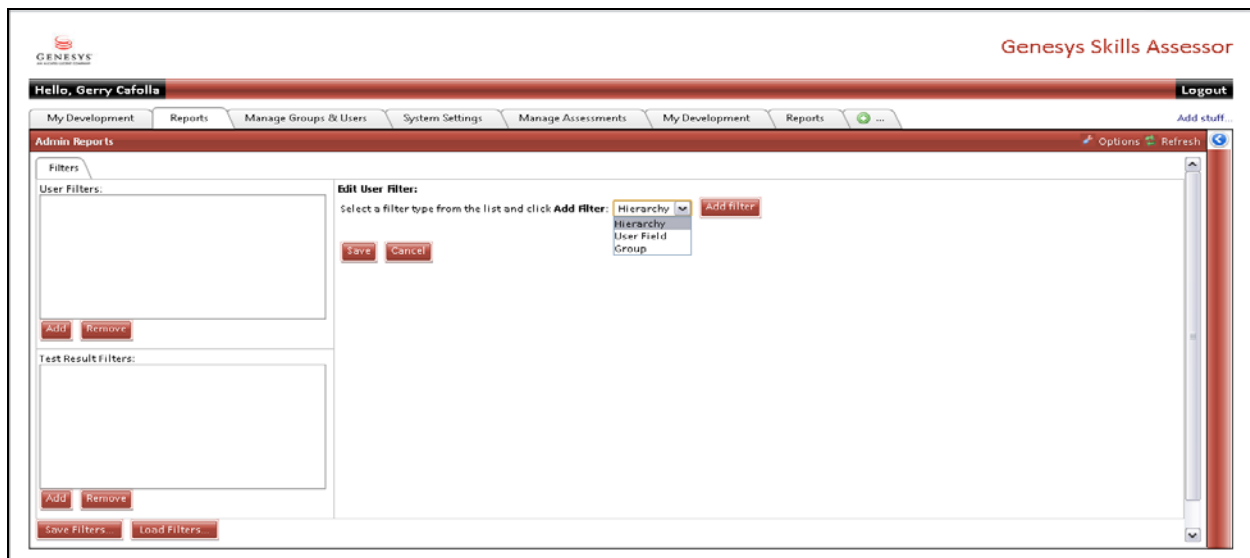 GENESYS
Genesys Skills Assessor
Hello, Gerry Cafolla
Logout
My Development
Reports
Manage Groups & Users
System Settings
Manage Assessments
My Development
Reports
...
Add stuff...
Admin Reports
Options
Refresh
Filters
User Filters:
Edit User Filter:
Select a filter type from the list and click Add Filter: Hierarchy
Add filter
Hierarchy
User Field
Group
Save
Cancel
Add
Remove
Test Result Filters:
Add
Remove
Save Filters...
Load Filters...